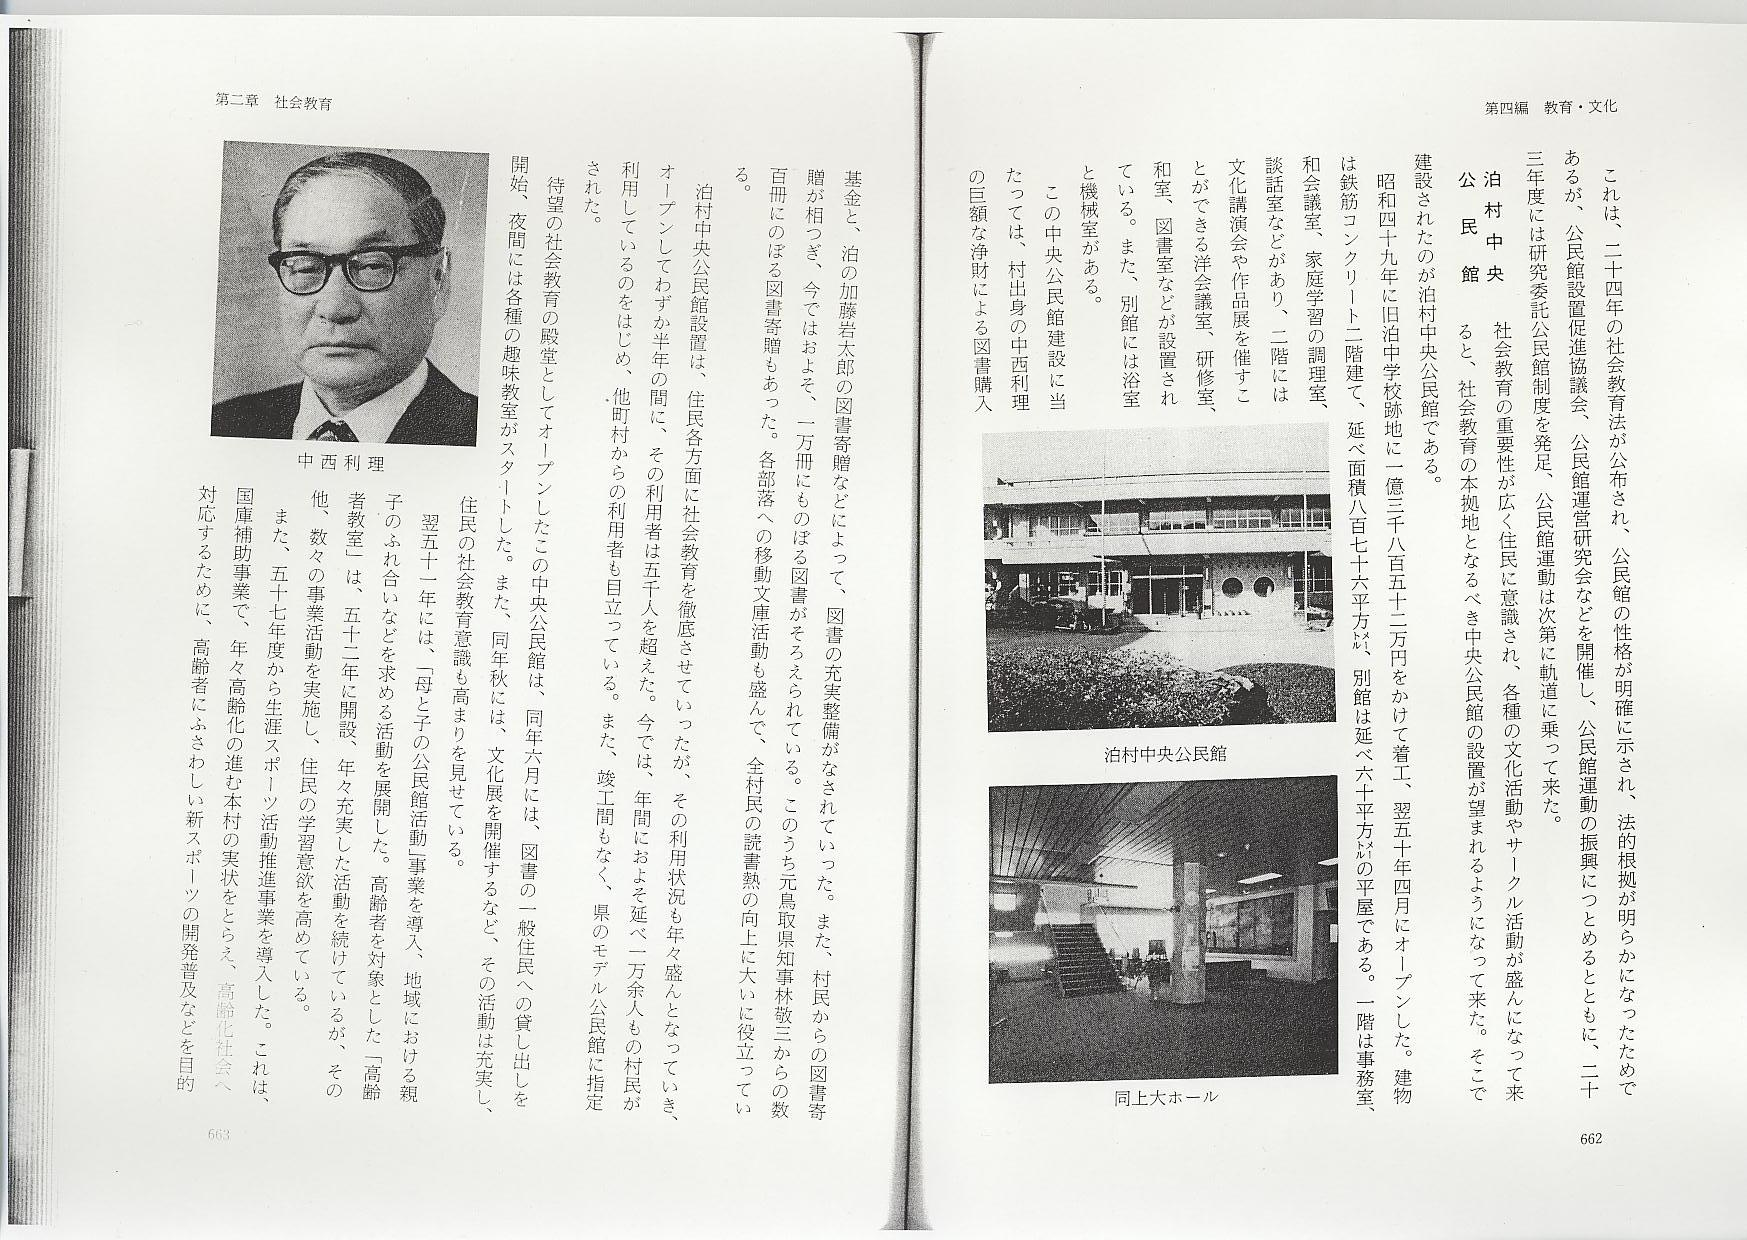 第四編　教育・文化
これは、二十四年の社会教育法が公布され、公民館の性格が明確に示され、法的根拠が明らかになったためで
あるが、公民館設置促進協議会、公民館運営研究会などを開催し、公民館運動の振興につとめるとともに、二十
三年度には研究委託公民館制度を発足、公民館運動は次第に軌道に乗って来た。
泊村中央
公民館
社会教育の重要性が広く住民に意識され、各種の文化活動やサークル活動が盛んになって来
ると、社会教育の本拠地となるべき中央公民館の設置が望まれるようになって来た。そこで
建設されたのが泊村中央公民館である。
昭和四十九年に旧泊中学校跡地に一億三千八百五十二万円をかけて着工、翌五十年四月にオープンした。建物
は鉄筋コンクリート二階建て、延べ面積八百七十六平方メートル、別館は延べ六十平方メートルの平屋である。一階は事務室、
和会議室、家庭学習の調理室、
談話室などがあり、二階には
文化講演会や作品展を催すこ
とができる洋会議室、研修室、
和室、図書室などが設置され
ている。また、別館には浴室
と機械室がある。
この中央公民館建設に当
たっては、村出身の中西利理
の巨額な浄財による図書購入
泊村中央公民館
同上大ホール
662
第二章　社会教育
基金と、泊の加藤岩太郎の図書寄贈などによって、図書の充実整備がなされていった。また、村民からの図書寄
贈が相つぎ、今ではおよそ、一万冊にものぼる図書がそろえられている。このうち元鳥取県知事林敬三からの数
百冊にのぼる図書寄贈もあった。各部落への移動文庫活動も盛んで、全村民の読書熱の向上に大いに役立ってい
る。
泊村中央公民館設置は、住民各方面に社会教育を徹底させていったが、その利用状況も年々盛んとなっていき、
オープンしてわずか半年の間に、その利用者は五千人を超えた。今では、年間におよそ延べ一万余人もの村民が
利用しているのをはじめ、他町村からの利用者も目立っている。また、竣工間もなく、県のモデル公民館に指定
された。
待望の社会教育の殿堂としてオープンしたこの中央公民館は、同年六月には、図書の一般住民への貸し出しを
開始、夜間には各種の趣味教室がスタートした。また、同年秋には、文化展を開催するなど、その活動は充実し、
住民の社会教育意識も高まりを見せている。
翌五十一年には、「母と子の公民館活動」事業を導入、地域における親
子のふれ合いなどを求める活動を展開した。高齢者を対象とした「高齢
者教室」は、五十二年に開設、年々充実した活動を続けているが、その
他、数々の事業活動を実施し、住民の学習意欲を高めている。
また、五十七年度から生涯スポーツ活動推進事業を導入した。これは、
国庫補助事業で、年々高齢化の進む本村の実状をとらえ、高齢化社会へ
対応するために、高齢者にふさわしい新スポーツの開発普及などを目的
中西利理
663